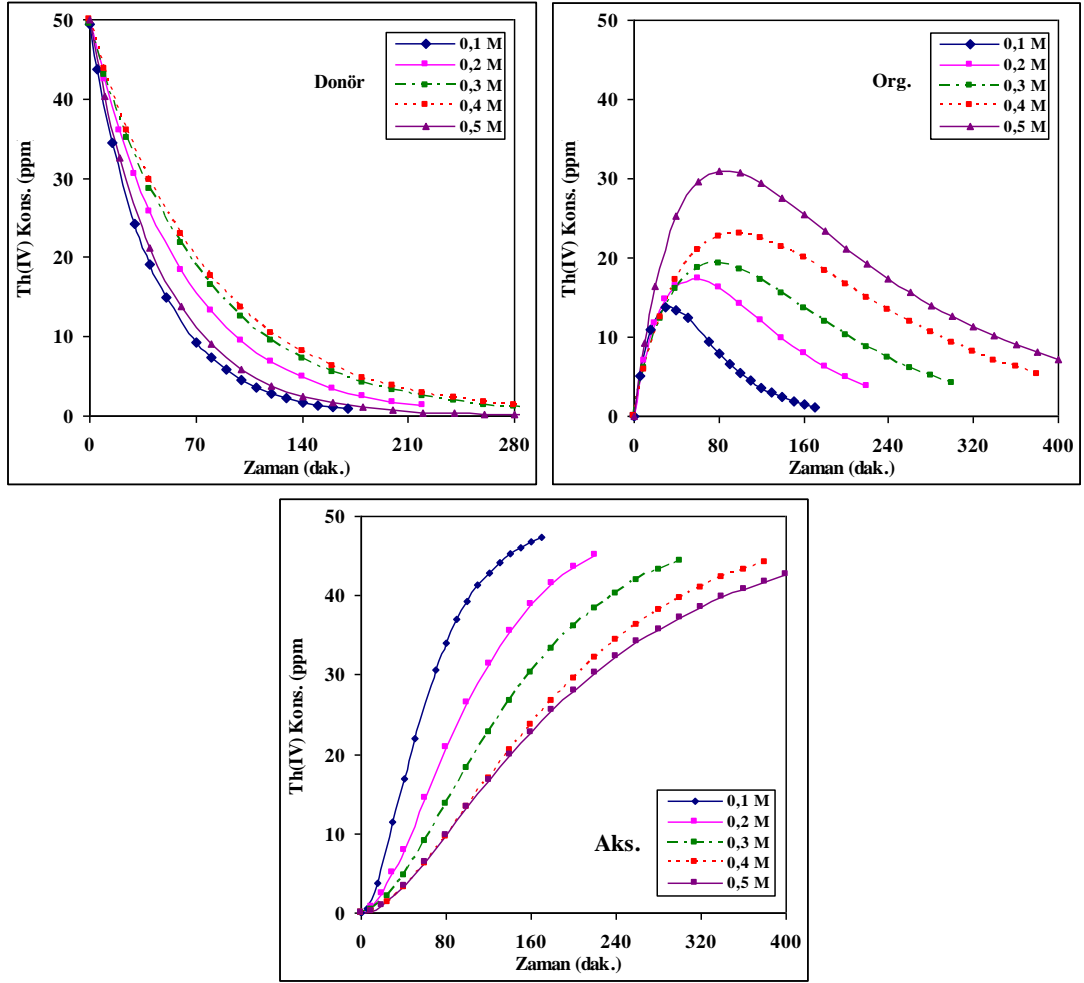 50
40
30
20
10
0
0 70 140 210 280
Th(IV) Kons. (ppm
Zaman (dak.)
Donör
0,1 M
0,2 M
0,3 M
0,4 M
0,5 M
50
40
30
20
10
0
0 80 160 240 320 400
Th(IV) Kons. (ppm
Zaman (dak.)
Org.
0,1 M
0,2 M
0,3 M
0,4 M
0,5 M
50
40
30
20
10
0
0 80 160 240 320 400
Th(IV) Kons. (ppm
Zaman (dak.)
Aks.
0,1 M
0,2 M
0,3 M
0,4 M
0,5 M